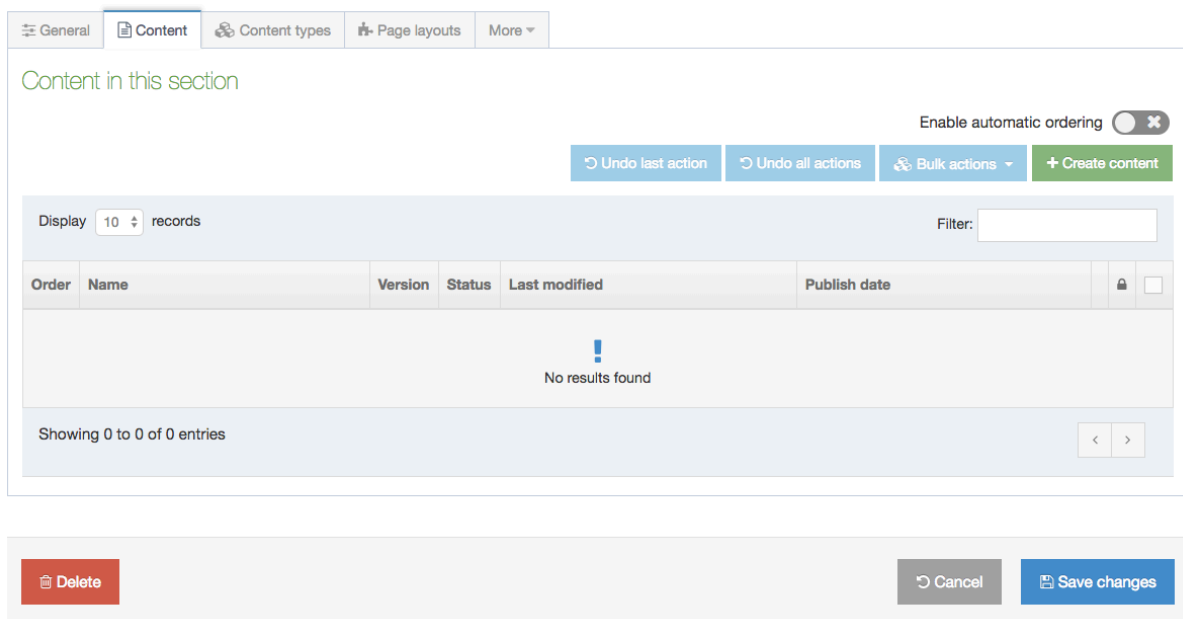 General Content Content types Page layouts More
Content in this section
Enable automatic ordering
Undo last action Undo all actions Bulk actions Create content
Display 10 records Filter:
Order Name Version Status Last modified Publish date
No results found
Showing 0 to 0 of 0 entries
Delete Cancel Save changes